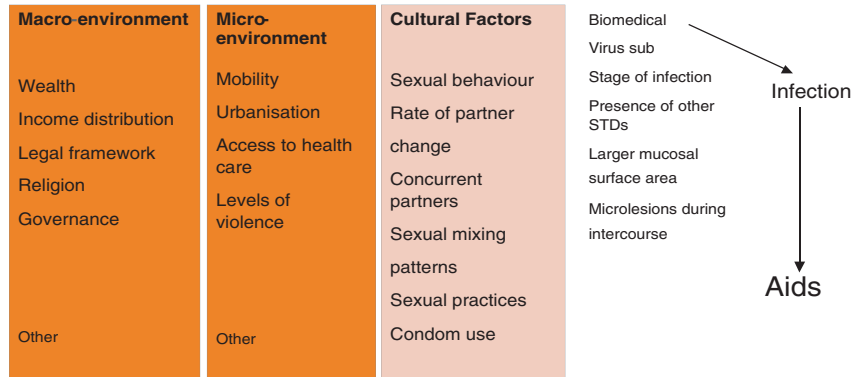 Macro-environment
Wealth
Income distribution
Legal framework
Religion
Governance
Other
Micro-
environment
Mobility
Urbanisation
Access to health
care
Levels of
violence
Other
Cultural Factors
Sexual behaviour
Rate of partner
change
Concurrent
partners
Sexual mixing
patterns
Sexual practices
Condom use
Biomedical
Virus sub
Stage of infection
Presence of other
STDs
Larger mucosal
surface area
Microlesions during
intercourse
Infection
Aids